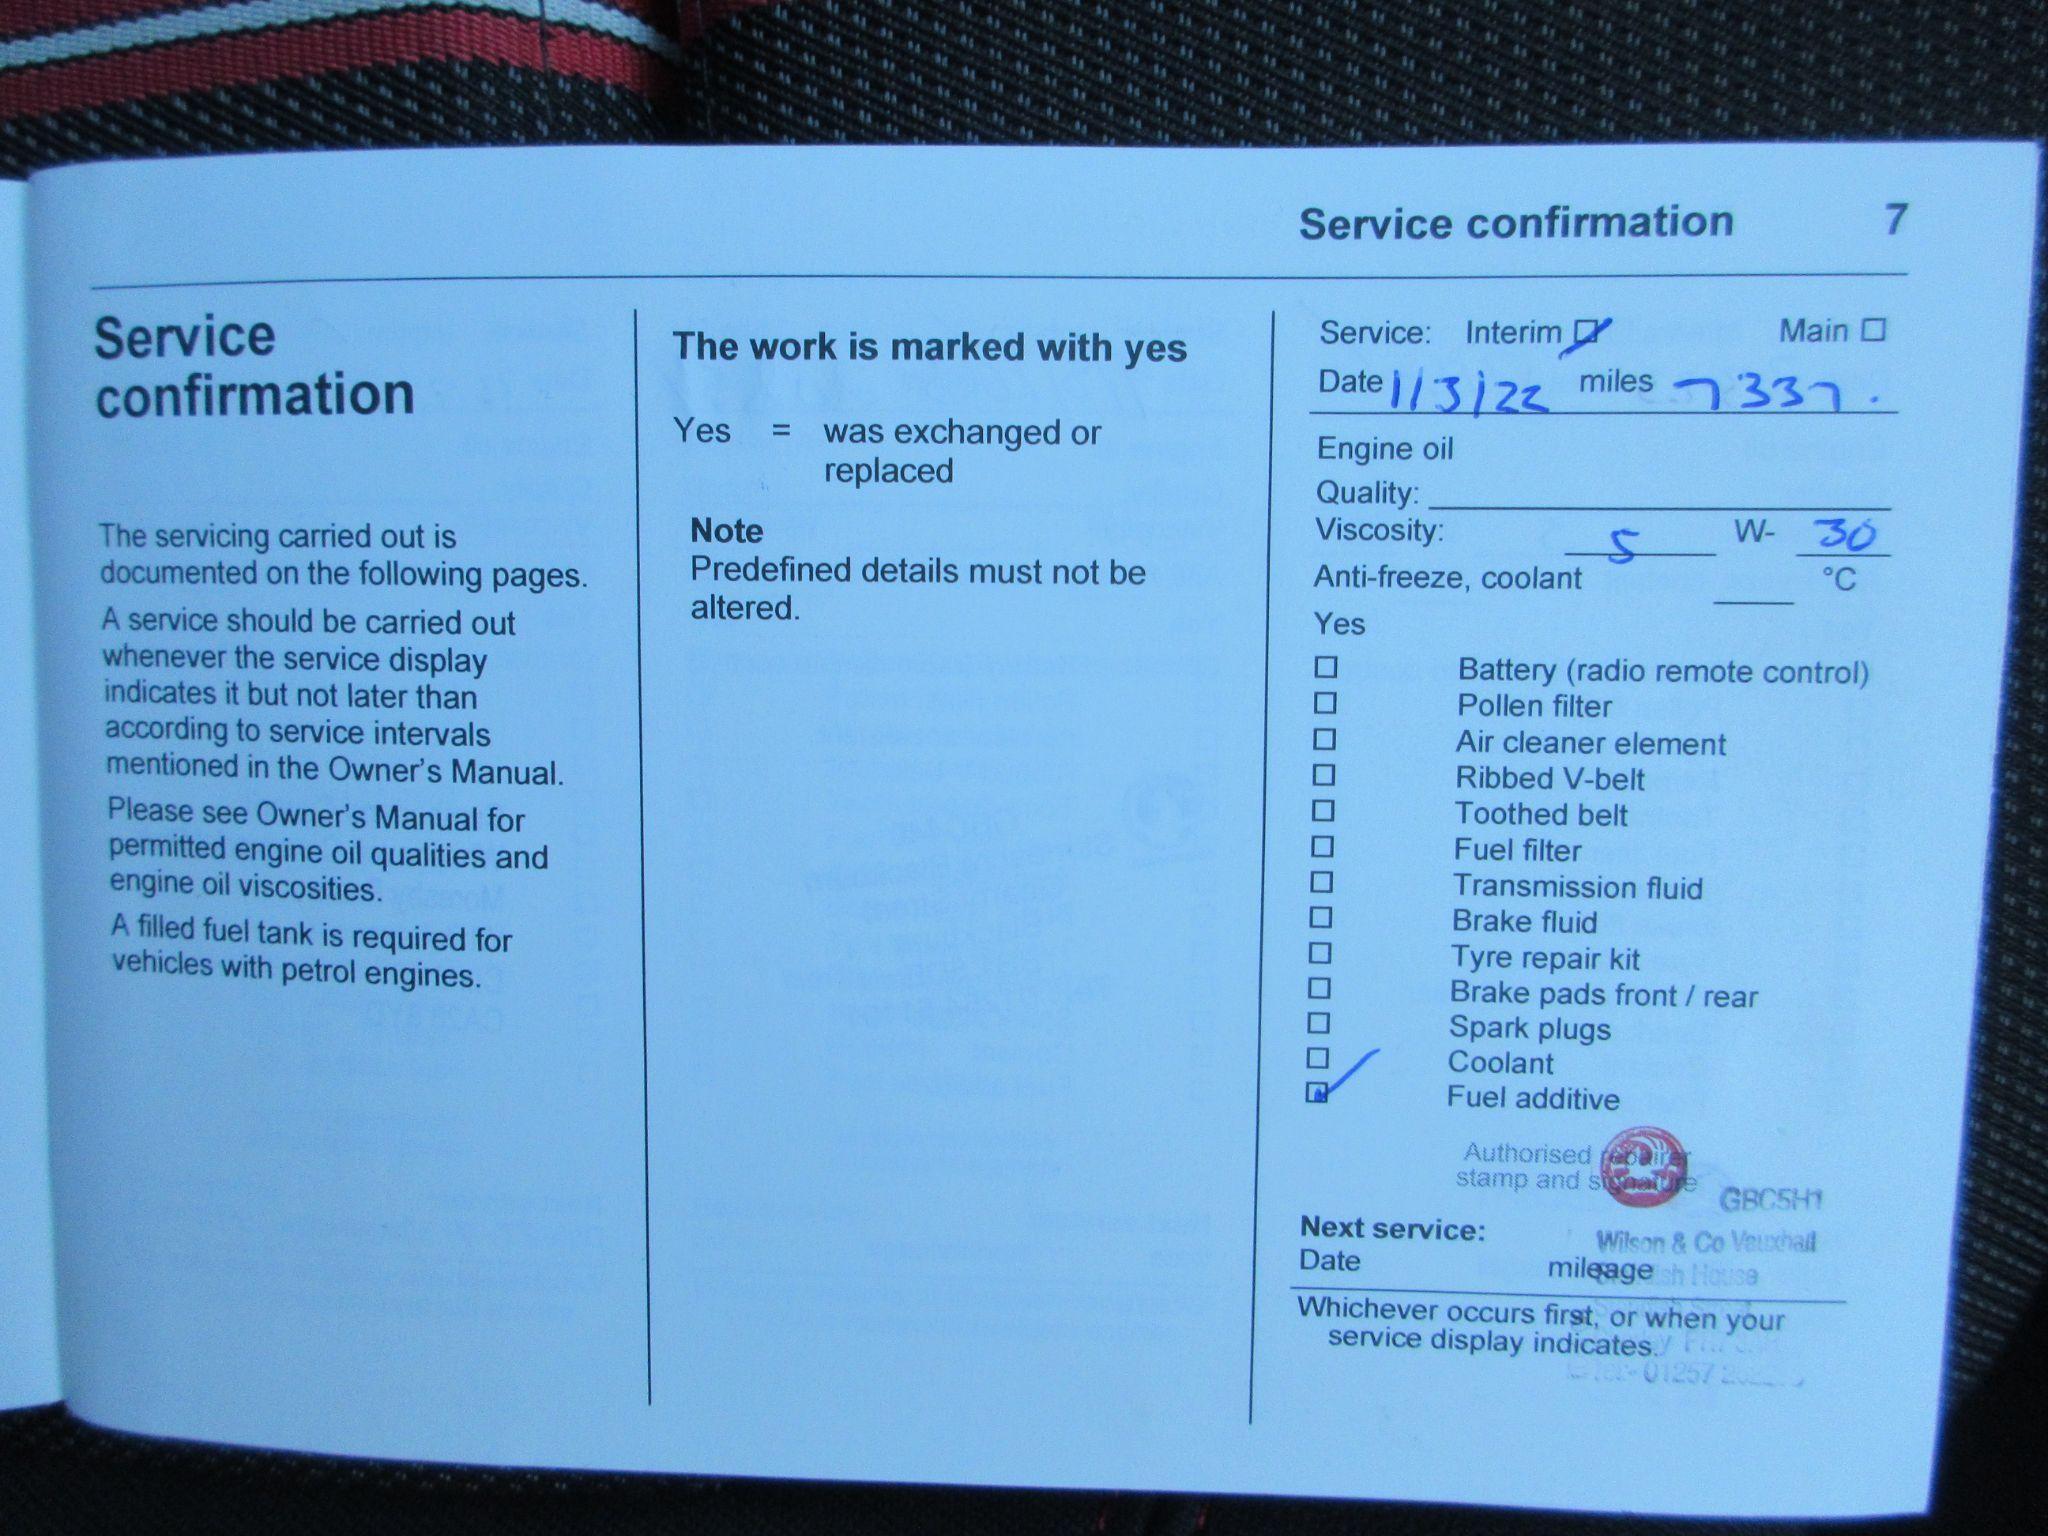 Service confirmation 7
Service
confirmation
The servicing carried out is
documented on the following pages.
A service should be carried out
whenever the service display
indicates it but not later than
according to service intervals
mentioned in the Owner's Manual.
Please see Owner's Manual for
permitted engine oil qualities and
engine oil viscosities.
A filled fuel tank is required for
vehicles with petrol engines.
The work is marked with yes
Yes = was exchanged or
replaced
Note
Predefined details must not be
altered.
Service: Interim Main
Date 1/3/22 miles 7337.
Engine oil
Quality:
Viscosity: 5 W- 30
Anti-freeze, coolant °C
Yes
Battery (radio remote control)
Pollen filter
Air cleaner element
Ribbed V-belt
Toothed belt
Fuel filter
Transmission fluid
Brake fluid
Tyre repair kit
Brake pads front / rear
Spark plugs
Coolant
Fuel additive
Authorised repairer
stamp and signature
GBC5H1
Next service:
Wilson & Co Vauxhall
Date mileage
House
Whichever occurs first, or when your
service display indicates.
01257